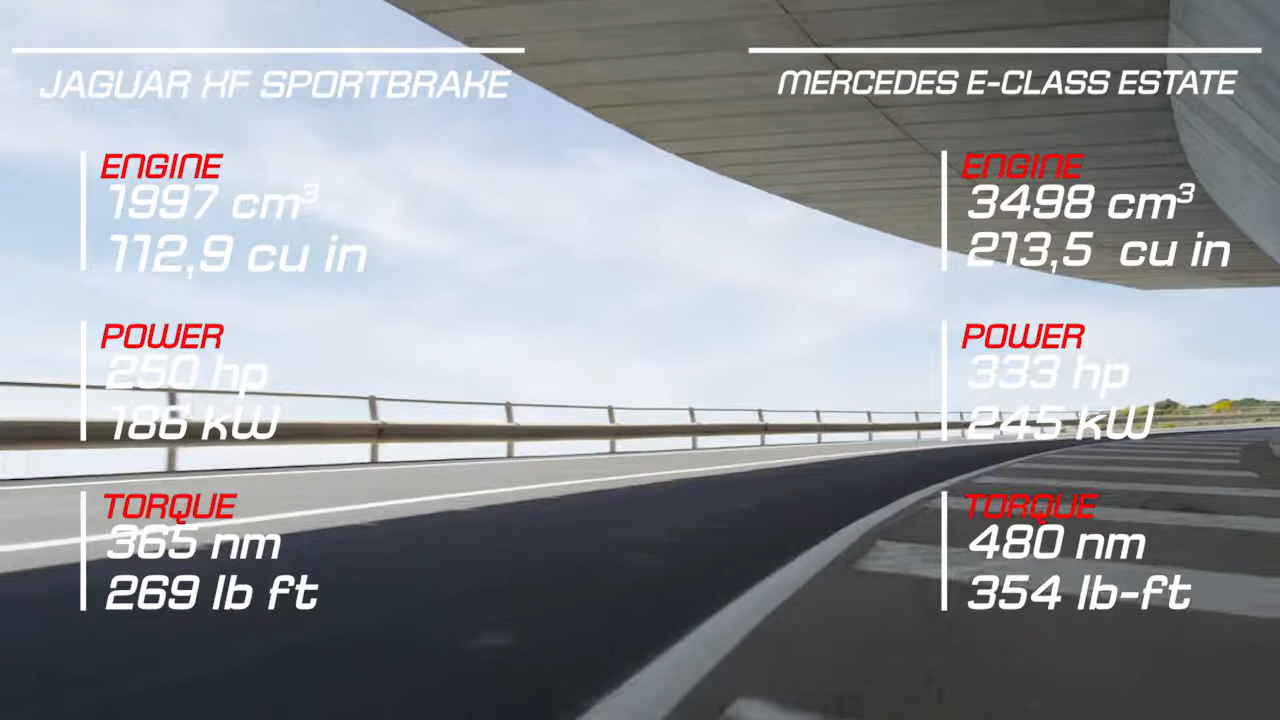 JAGUAR XF SPORTBRAKE
ENGINE
1997 cm³
112,9 cu in
POWER
250 hp
186 kW
TORQUE
365 nm
269 lb ft
MERCEDES E-CLASS ESTATE
ENGINE
3498 cm³
213,5 cu in
POWER
333 hp
245 kW
TORQUE
480 nm
354 lb-ft